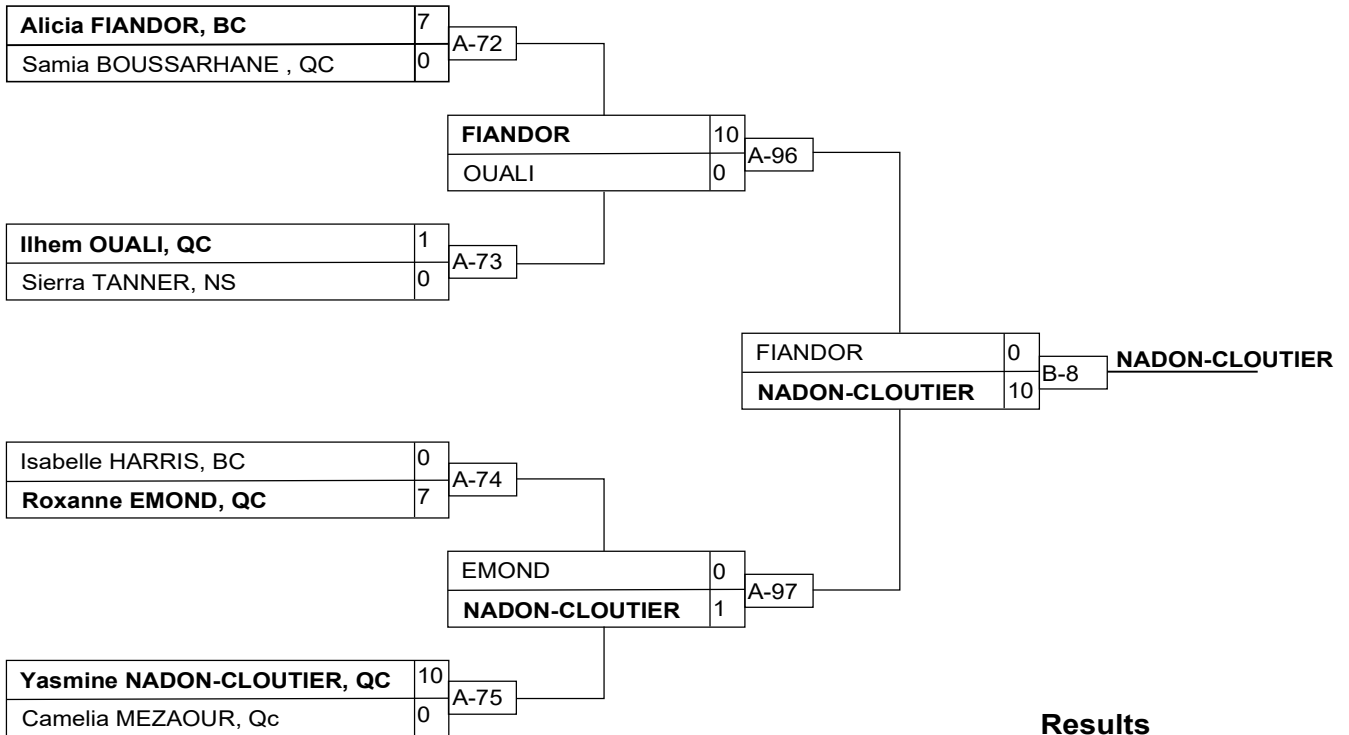 Alicia FIANDOR, BC 7
A-72
Samia BOUSSARHANE , QC 0
FIANDOR 10
A-96
OUALI 0
Ilhem OUALI, QC 1
A-73
Sierra TANNER, NS 0
FIANDOR 0
B-8
NADON-CLOUTIER
NADON-CLOUTIER 10
Isabelle HARRIS, BC 0
A-74
Roxanne EMOND, QC 7
EMOND 0
A-97
NADON-CLOUTIER 1
Yasmine NADON-CLOUTIER, QC 10
A-75
Camelia MEZAOUR, Qc 0
Results